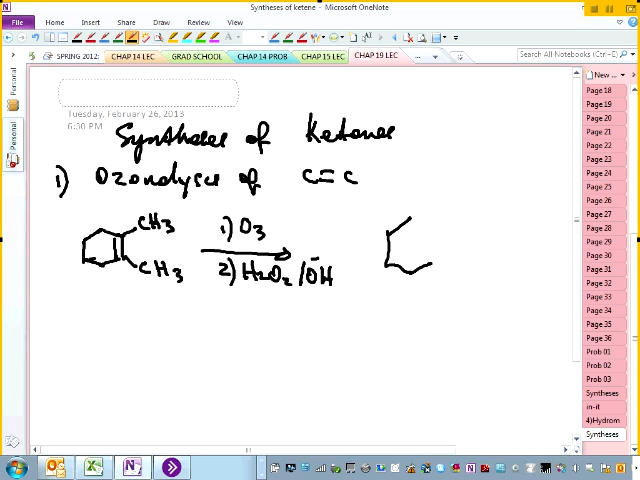 Syntheses of ketone - Microsoft OneNote
File Home Insert Share Draw Review View
SPRING 2012: CHAP 14 LEC GRAD SCHOOL CHAP 14 PROB CHAP 15 LEC CHAP 19 LEC ... Search All Notebooks (Ctrl+E)
Personal
Personal
Tuesday, February 26, 2013
6:30 PM
Syntheses of Ketones
1) Ozonolysis of C=C
CH3
CH3
1) O3
2) H2O2 / ŌH
New
Page 18
Page 19
Page 20
Page 21
Page 22
Page 23
Page 24
Page 25
Page 26
Page 27
Page 28
Page 29
Page 30
Page 31
Page 32
Page 33
Page 34
Page 35
Page 36
Prob 01
Prob 02
Prob 03
Syntheses
in-it
4)Hydrom
Syntheses